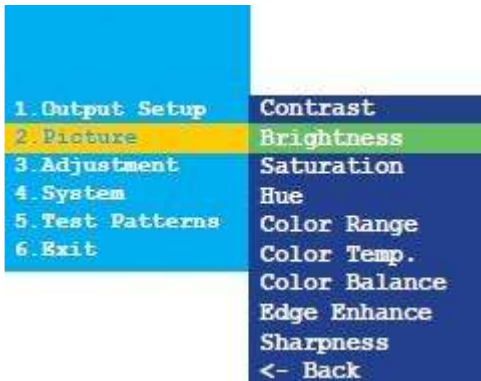 1.Output Setup
2.Picture
3.Adjustment
4.System
5.Test Patterns
6.Exit
Contrast
Brightness
Saturation
Hue
Color Range
Color Temp.
Color Balance
Edge Enhance
Sharpness
<- Back